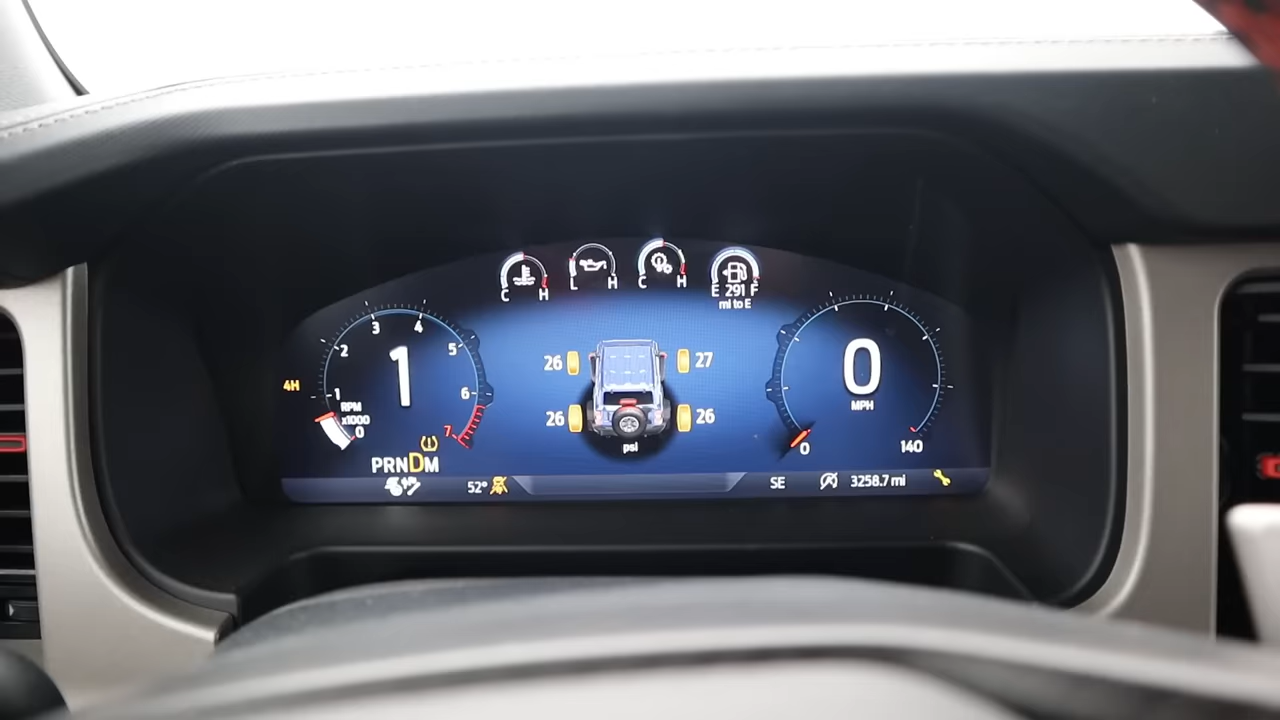 C H
L H
C H
E 291 F
mi to E
1 2 3 4 5 6 7
1
RPM
x1000
0
4H
PRNDM
26 27
26 26
psi
0
MPH
0 140
52°
SE
3258.7 mi